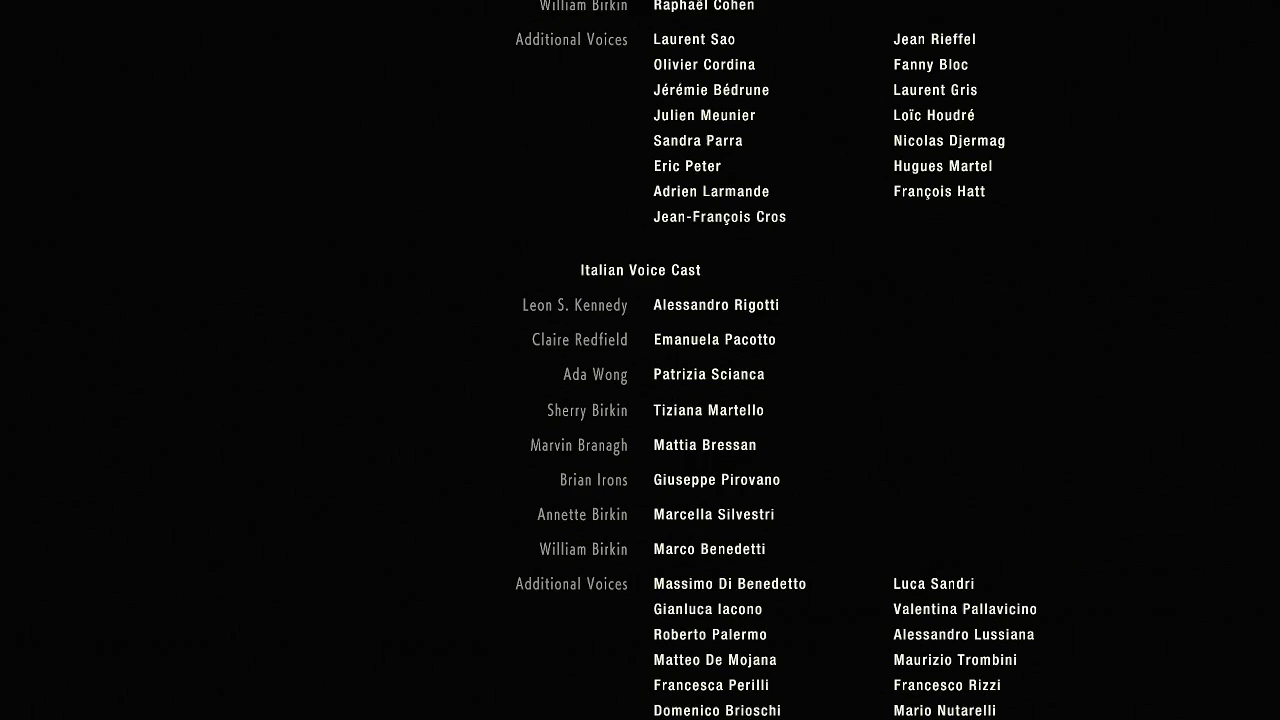 William Birkin Raphaël Cohen
Additional Voices Laurent Sao Jean Rieffel
Olivier Cordina Fanny Bloc
Jérémie Bédrune Laurent Gris
Julien Meunier Loïc Houdré
Sandra Parra Nicolas Djermag
Eric Peter Hugues Martel
Adrien Larmande François Hatt
Jean-François Cros
Italian Voice Cast
Leon S. Kennedy Alessandro Rigotti
Claire Redfield Emanuela Pacotto
Ada Wong Patrizia Scianca
Sherry Birkin Tiziana Martello
Marvin Branagh Mattia Bressan
Brian Irons Giuseppe Pirovano
Annette Birkin Marcella Silvestri
William Birkin Marco Benedetti
Additional Voices Massimo Di Benedetto Luca Sandri
Gianluca Iacono Valentina Pallavicino
Roberto Palermo Alessandro Lussiana
Matteo De Mojana Maurizio Trombini
Francesca Perilli Francesco Rizzi
Domenico Brioschi Mario Nutarelli